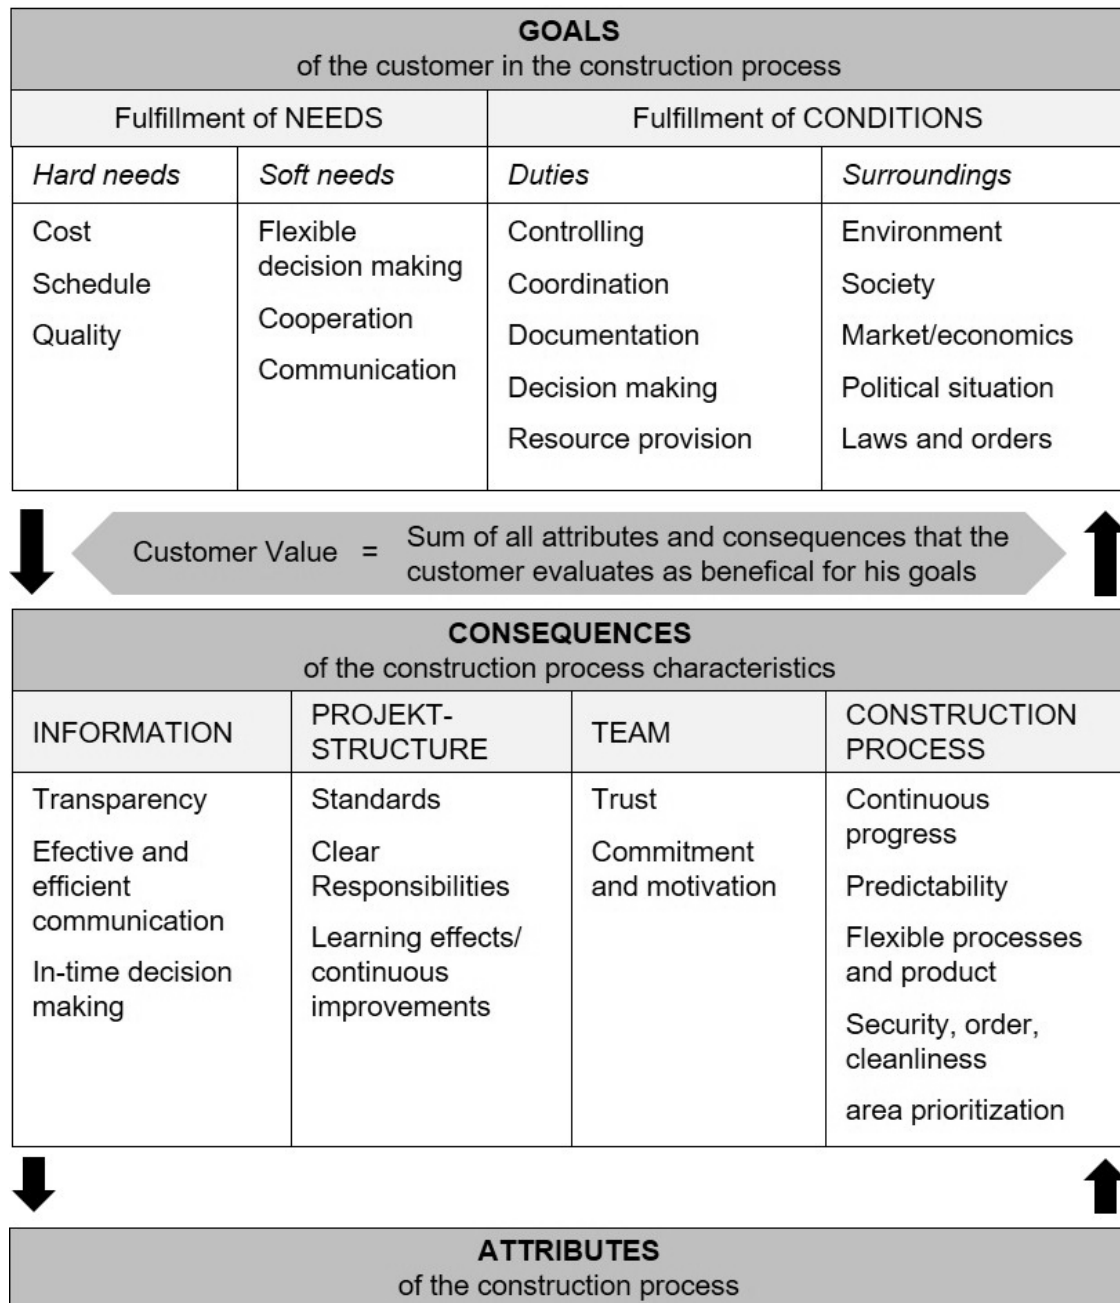 GOALS
of the customer in the construction process
Fulfillment of NEEDS
Fulfillment of CONDITIONS
Hard needs
Soft needs
Duties
Surroundings
Cost
Schedule
Quality
Flexible
decision making
Cooperation
Communication
Controlling
Coordination
Documentation
Decision making
Resource provision
Environment
Society
Market/economics
Political situation
Laws and orders
Customer Value = Sum of all attributes and consequences that the
customer evaluates as benefical for his goals
CONSEQUENCES
of the construction process characteristics
INFORMATION
PROJEKT-
STRUCTURE
TEAM
CONSTRUCTION
PROCESS
Transparency
Efective and
efficient
communication
In-time decision
making
Standards
Clear
Responsibilities
Learning effects/
continuous
improvements
Trust
Commitment
and motivation
Continuous
progress
Predictability
Flexible processes
and product
Security, order,
cleanliness
area prioritization
ATTRIBUTES
of the construction process